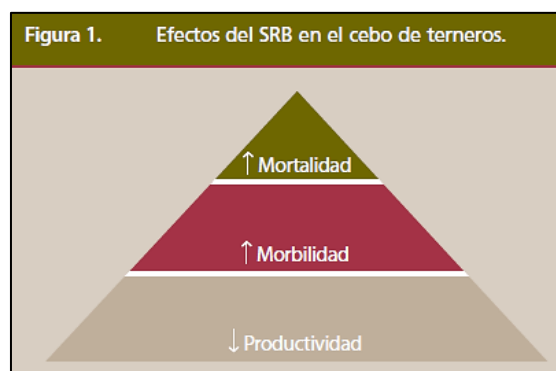 Figura 1. Efectos del SRB en el cebo de terneros.
↑ Mortalidad
↑ Morbilidad
↓ Productividad